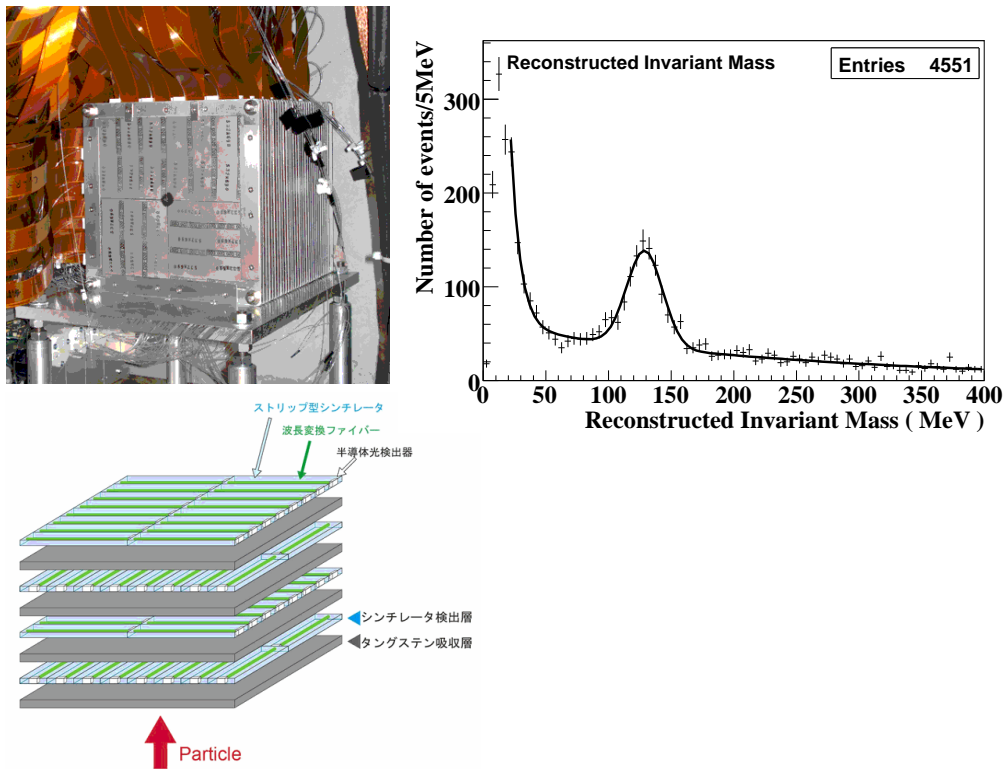 Reconstructed Invariant Mass
Entries 4551
Number of events/5MeV
300
200
100
0
0 50 100 150 200 250 300 350 400
Reconstructed Invariant Mass ( MeV )
ストリップ型シンチレータ
波長変換ファイバー
半導体光検出器
シンチレータ検出層
タングステン吸収層
Particle